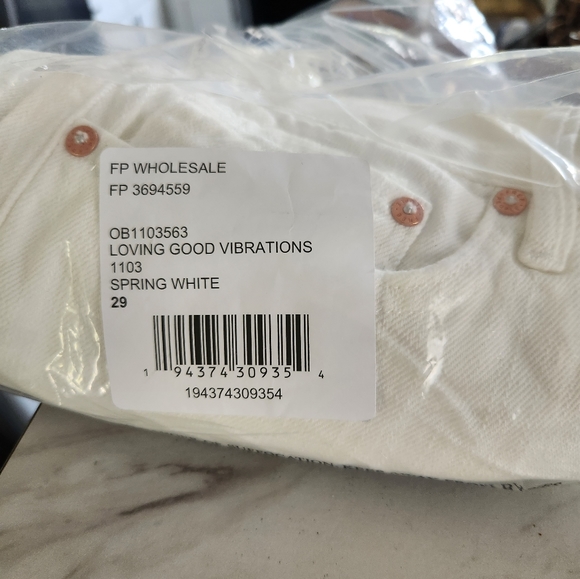 FP WHOLESALE
FP 3694559
OB1103563
LOVING GOOD VIBRATIONS
1103
SPRING WHITE
29
1 94374 30935 4
194374309354